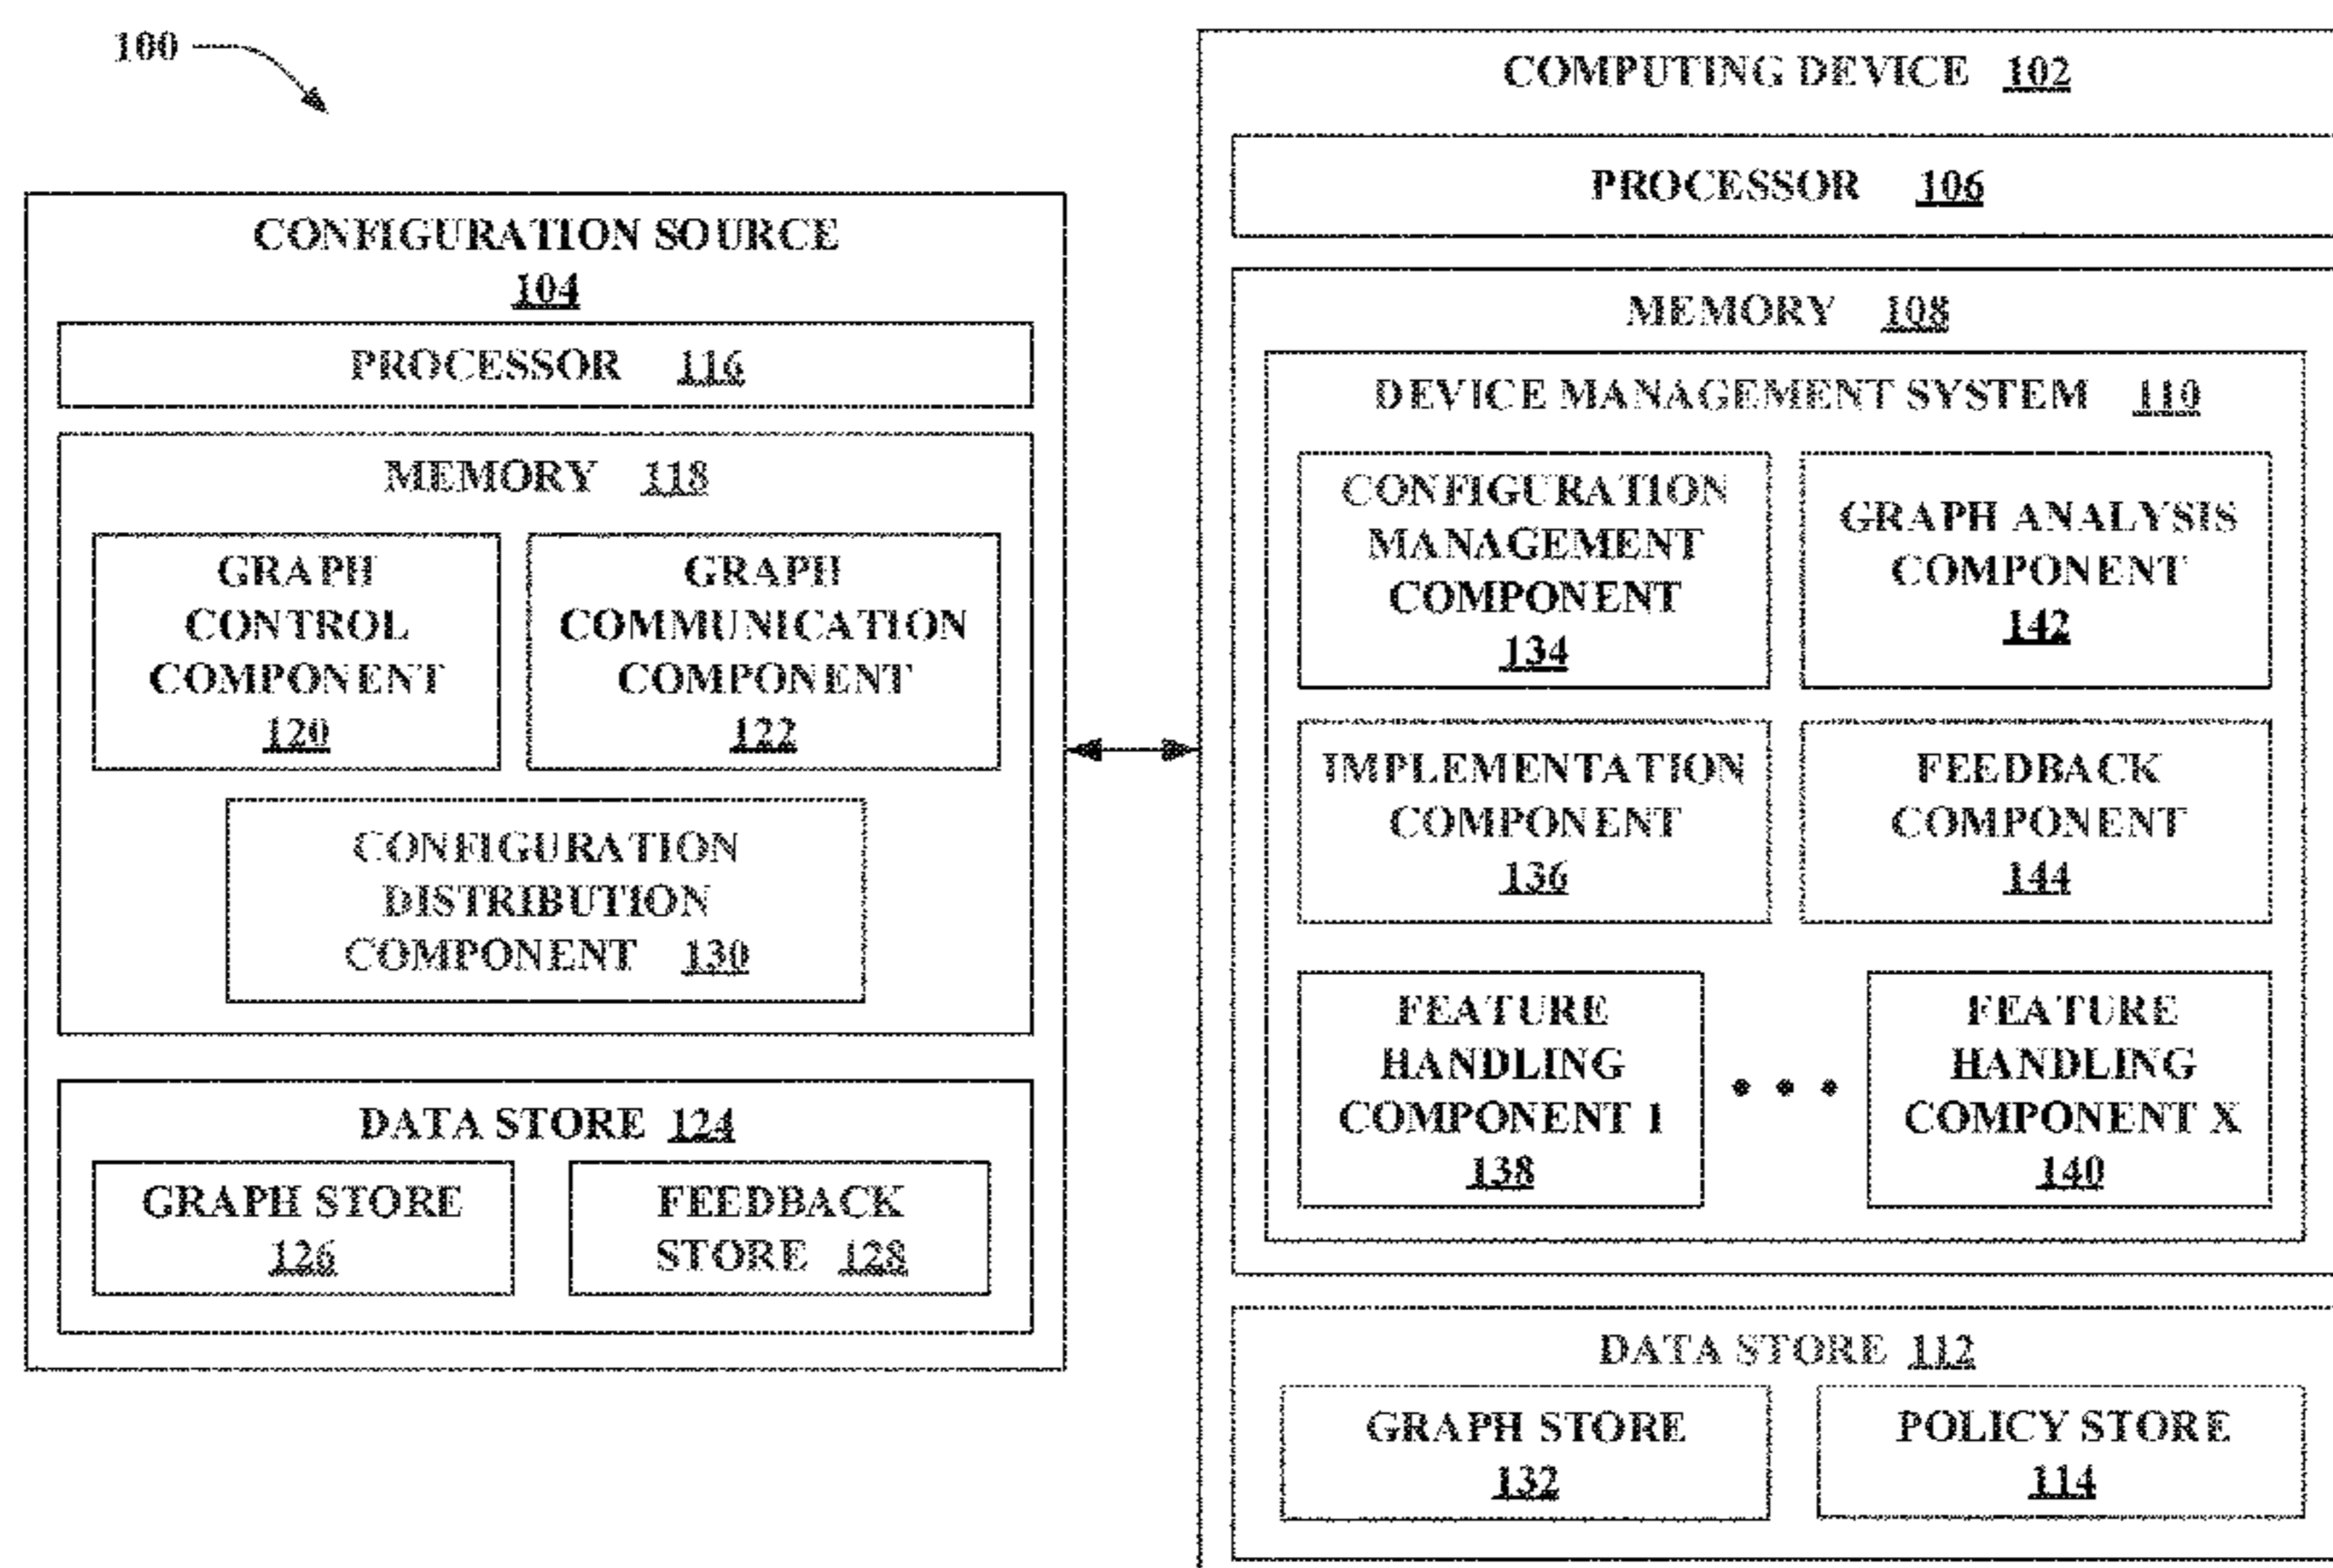 100
CONFIGURATION SOURCE
104
PROCESSOR 116
MEMORY 118
GRAPH
CONTROL
COMPONENT
120
GRAPH
COMMUNICATION
COMPONENT
122
CONFIGURATION
DISTRIBUTION
COMPONENT 130
DATA STORE 124
GRAPH STORE
126
FEEDBACK
STORE 128
COMPUTING DEVICE 102
PROCESSOR 106
MEMORY 108
DEVICE MANAGEMENT SYSTEM 110
CONFIGURATION
MANAGEMENT
COMPONENT
134
GRAPH ANALYSIS
COMPONENT
142
IMPLEMENTATION
COMPONENT
136
FEEDBACK
COMPONENT
144
FEATURE
HANDLING
COMPONENT 1
138
• • •
FEATURE
HANDLING
COMPONENT X
140
DATA STORE 112
GRAPH STORE
132
POLICY STORE
114